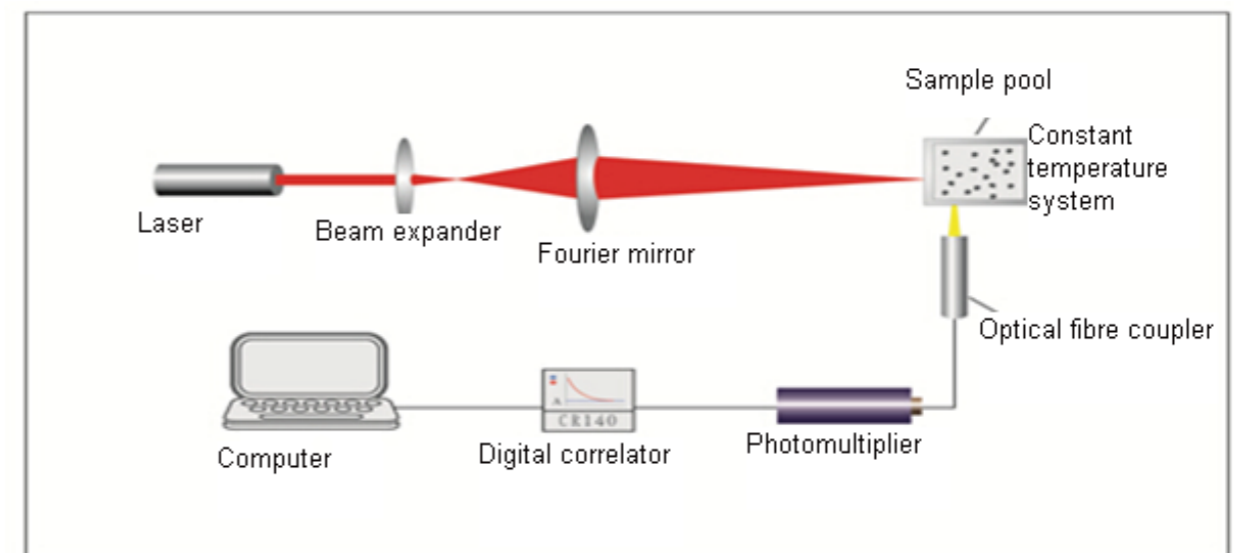 Sample pool
Constant
temperature
system
Laser
Beam expander
Fourier mirror
Optical fibre coupler
A
CR140
Computer
Digital correlator
Photomultiplier